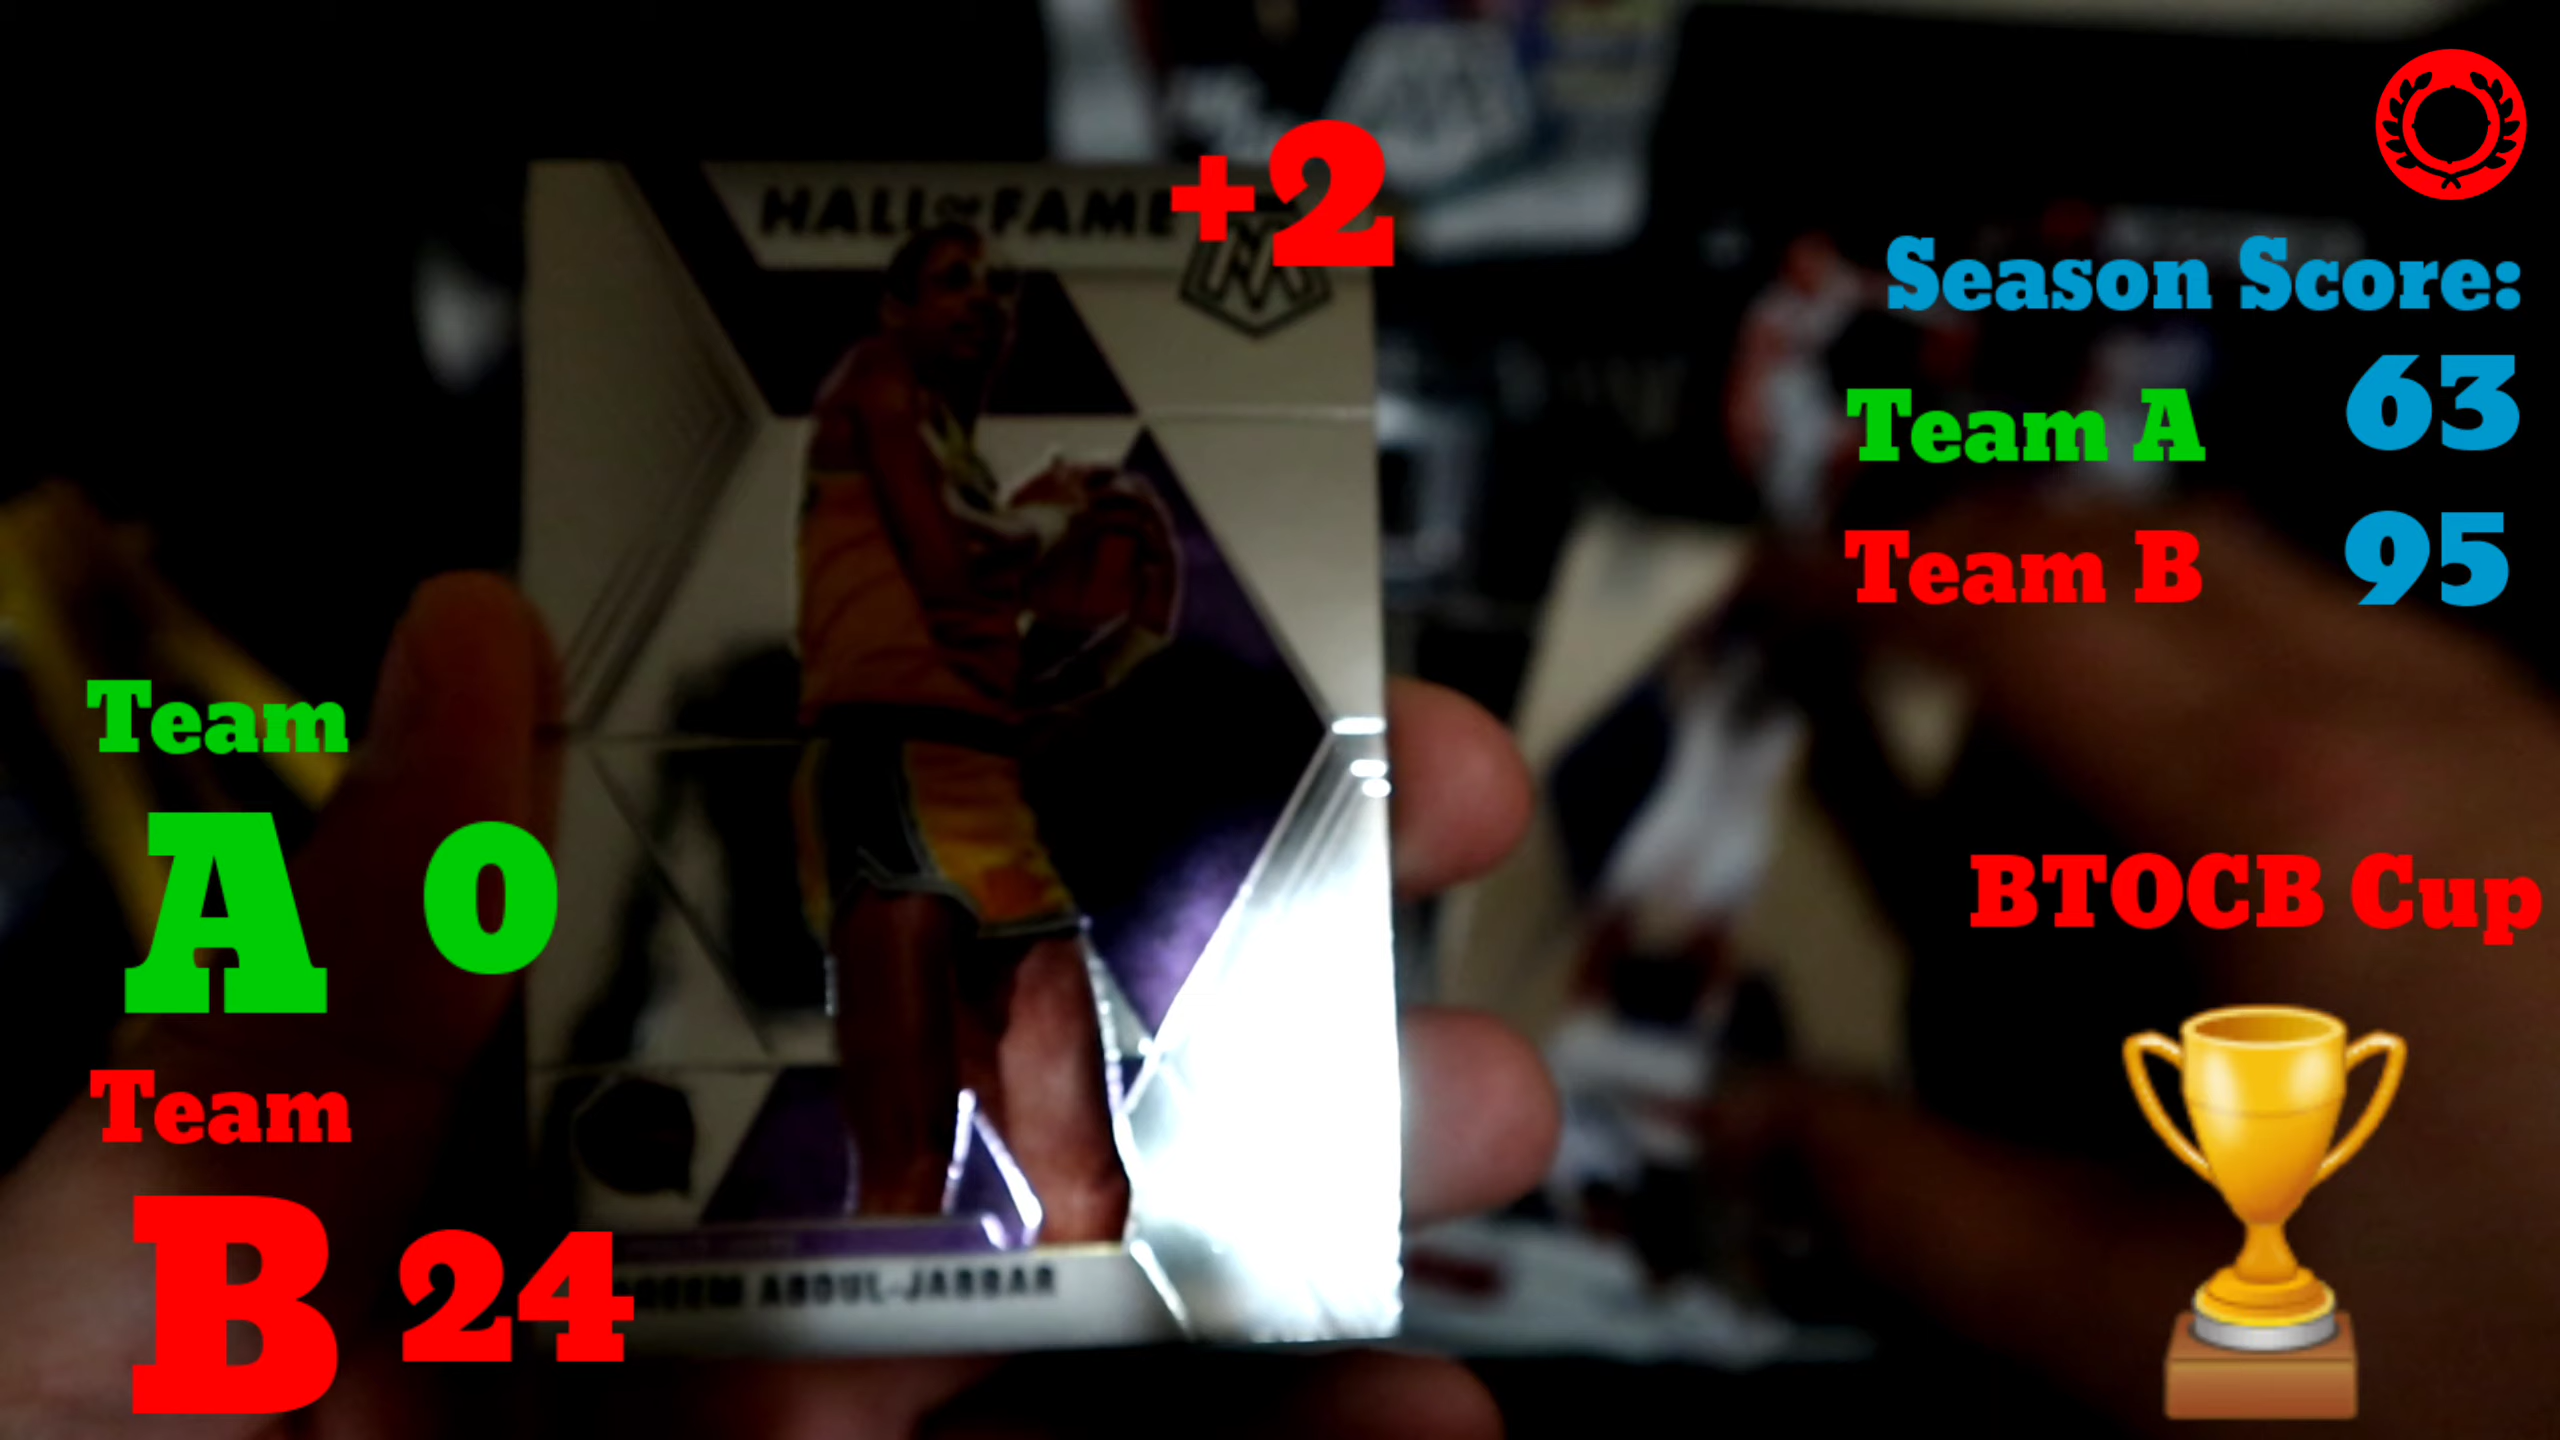 +2
HALL OF FAME
Season Score:
Team A 63
Team B 95
Team
A 0
Team
B 24
ABDUL-JABBAR
BTOCB Cup